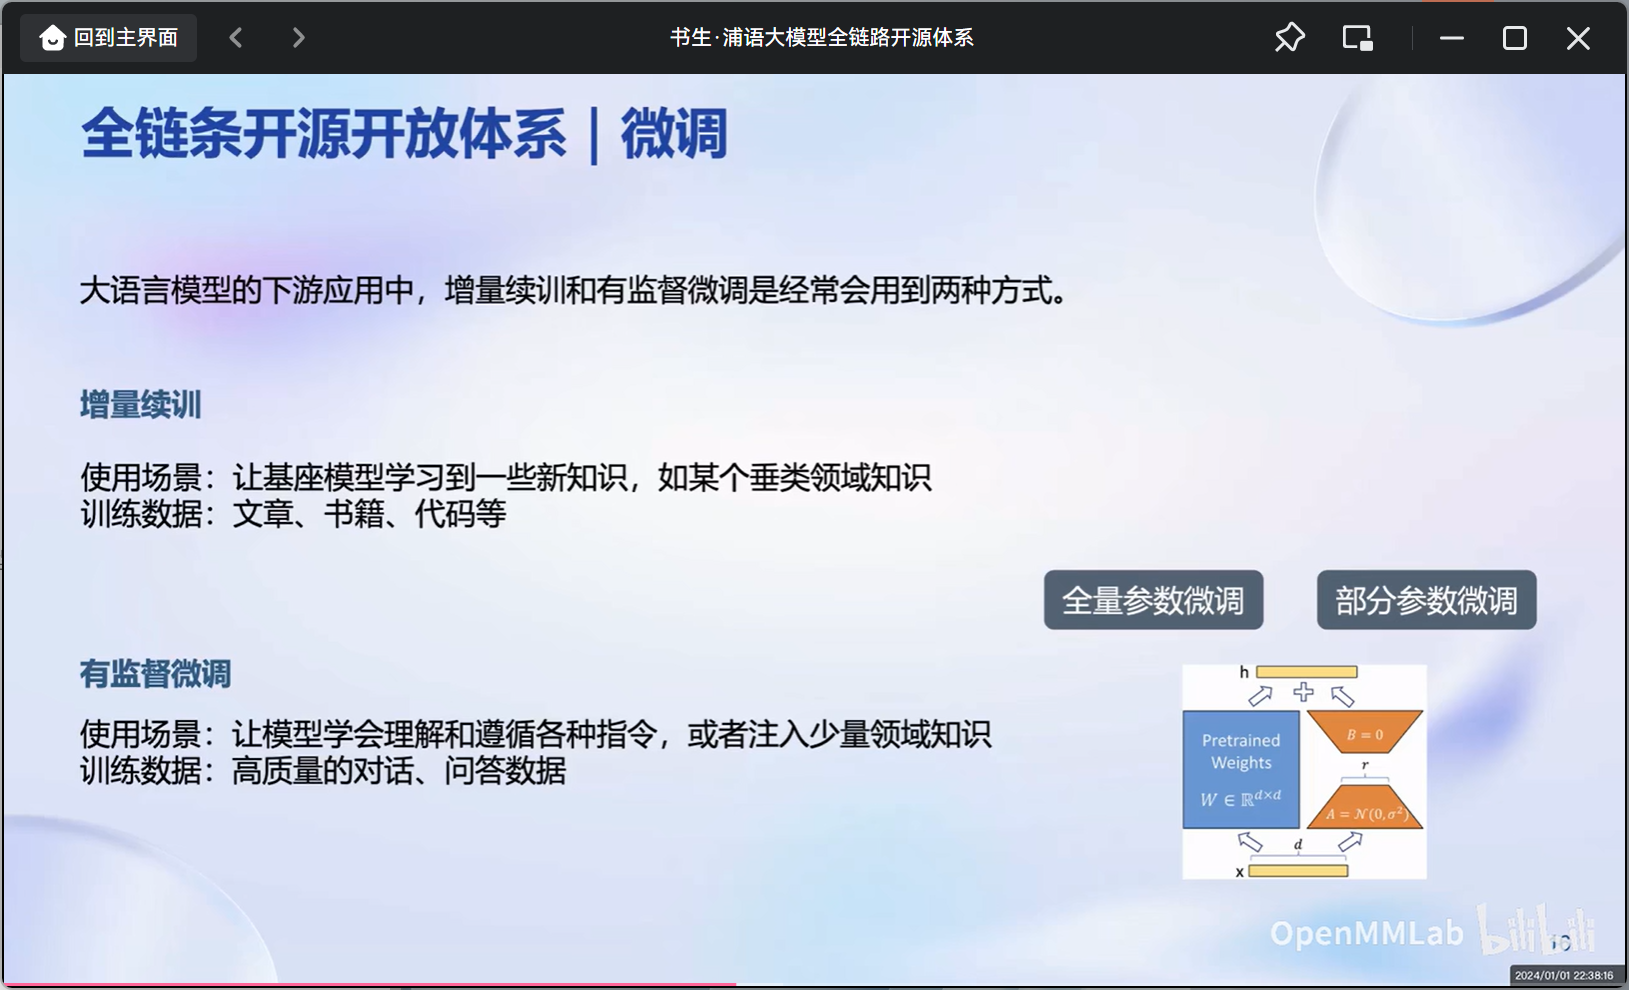 回到主界面
书生·浦语大模型全链路开源体系
全链条开源开放体系 | 微调
大语言模型的下游应用中，增量续训和有监督微调是经常会用到两种方式。
增量续训
使用场景：让基座模型学习到一些新知识，如某个垂类领域知识
训练数据：文章、书籍、代码等
全量参数微调
部分参数微调
有监督微调
使用场景：让模型学会理解和遵循各种指令，或者注入少量领域知识
训练数据：高质量的对话、问答数据
h
Pretrained
Weights
W ∈ ℝ^{d×d}
B = 0
r
A = 𝒩(0,σ²)
d
x
OpenMMLab bilibili
16
2024/01/01 22:38:16